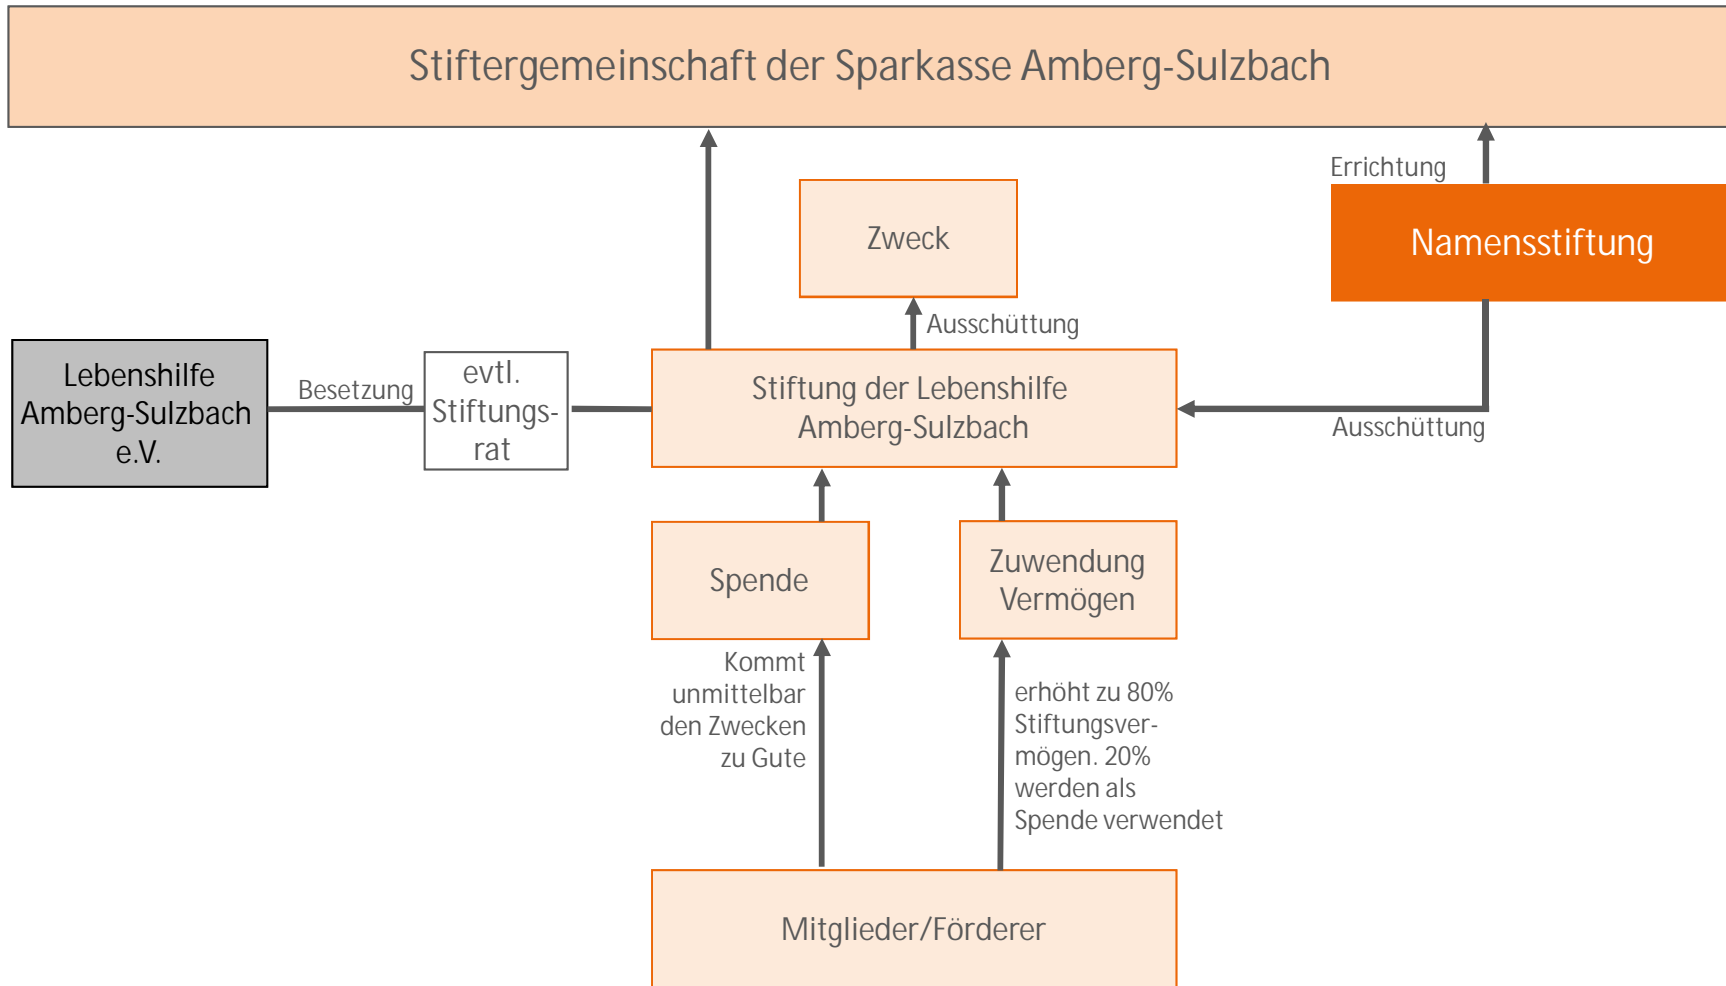 Stiftergemeinschaft der Sparkasse Amberg-Sulzbach
Errichtung
Zweck
Namensstiftung
Ausschüttung
Lebenshilfe
Amberg-Sulzbach
e.V.
Besetzung
evtl.
Stiftungs-
rat
Stiftung der Lebenshilfe
Amberg-Sulzbach
Ausschüttung
Spende
Zuwendung
Vermögen
Kommt
unmittelbar
den Zwecken
zu Gute
erhöht zu 80%
Stiftungsver-
mögen. 20%
werden als
Spende verwendet
Mitglieder/Förderer